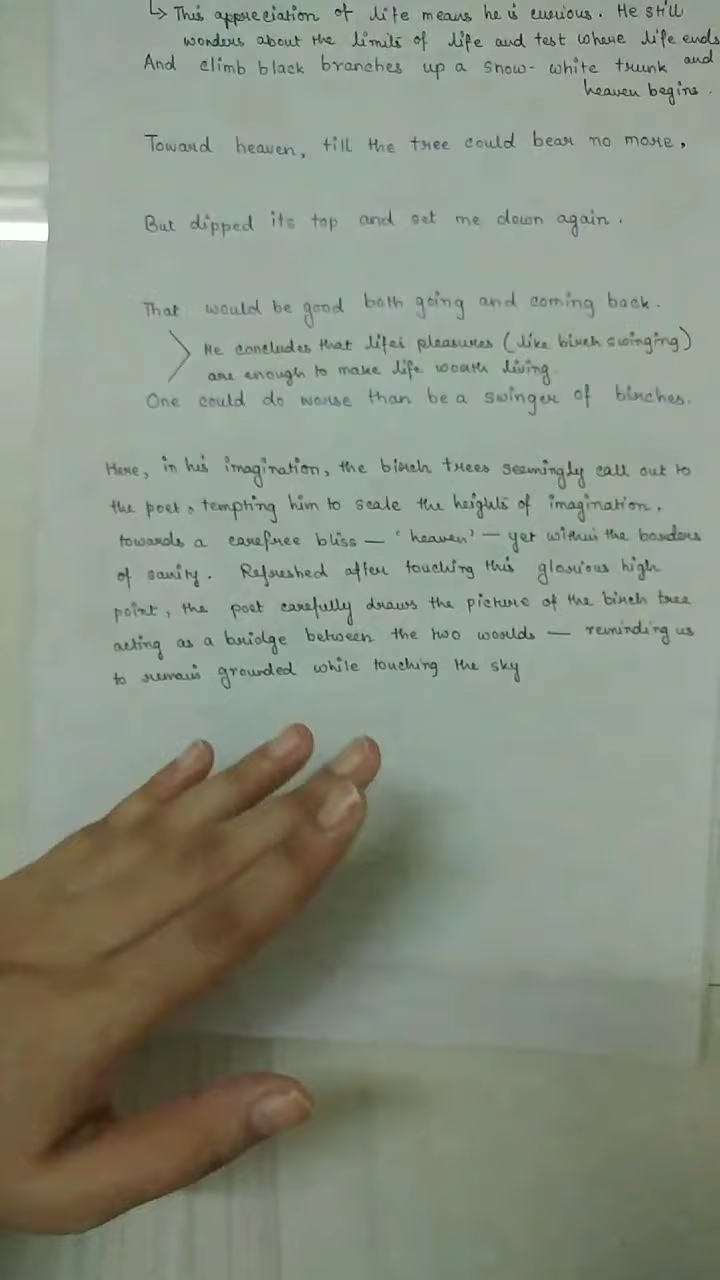 ↳ This appreciation of life means he is curious. He still
wonders about the limits of life and test where life ends
And climb black branches up a snow-white trunk and
heaven begins.
Toward heaven, till the tree could bear no more,
But dipped its top and set me down again.
That would be good both going and coming back.
He concludes that life's pleasures (like birch swinging)
are enough to make life worth living.
One could do worse than be a swinger of birches.
Here, in his imagination, the birch trees seemingly call out to
the poet, tempting him to scale the heights of imagination,
towards a carefree bliss — 'heaven' — yet within the borders
of sanity. Refreshed after touching this glorious high
point, the poet carefully draws the picture of the birch tree
acting as a bridge between the two worlds — reminding us
to remain grounded while touching the sky